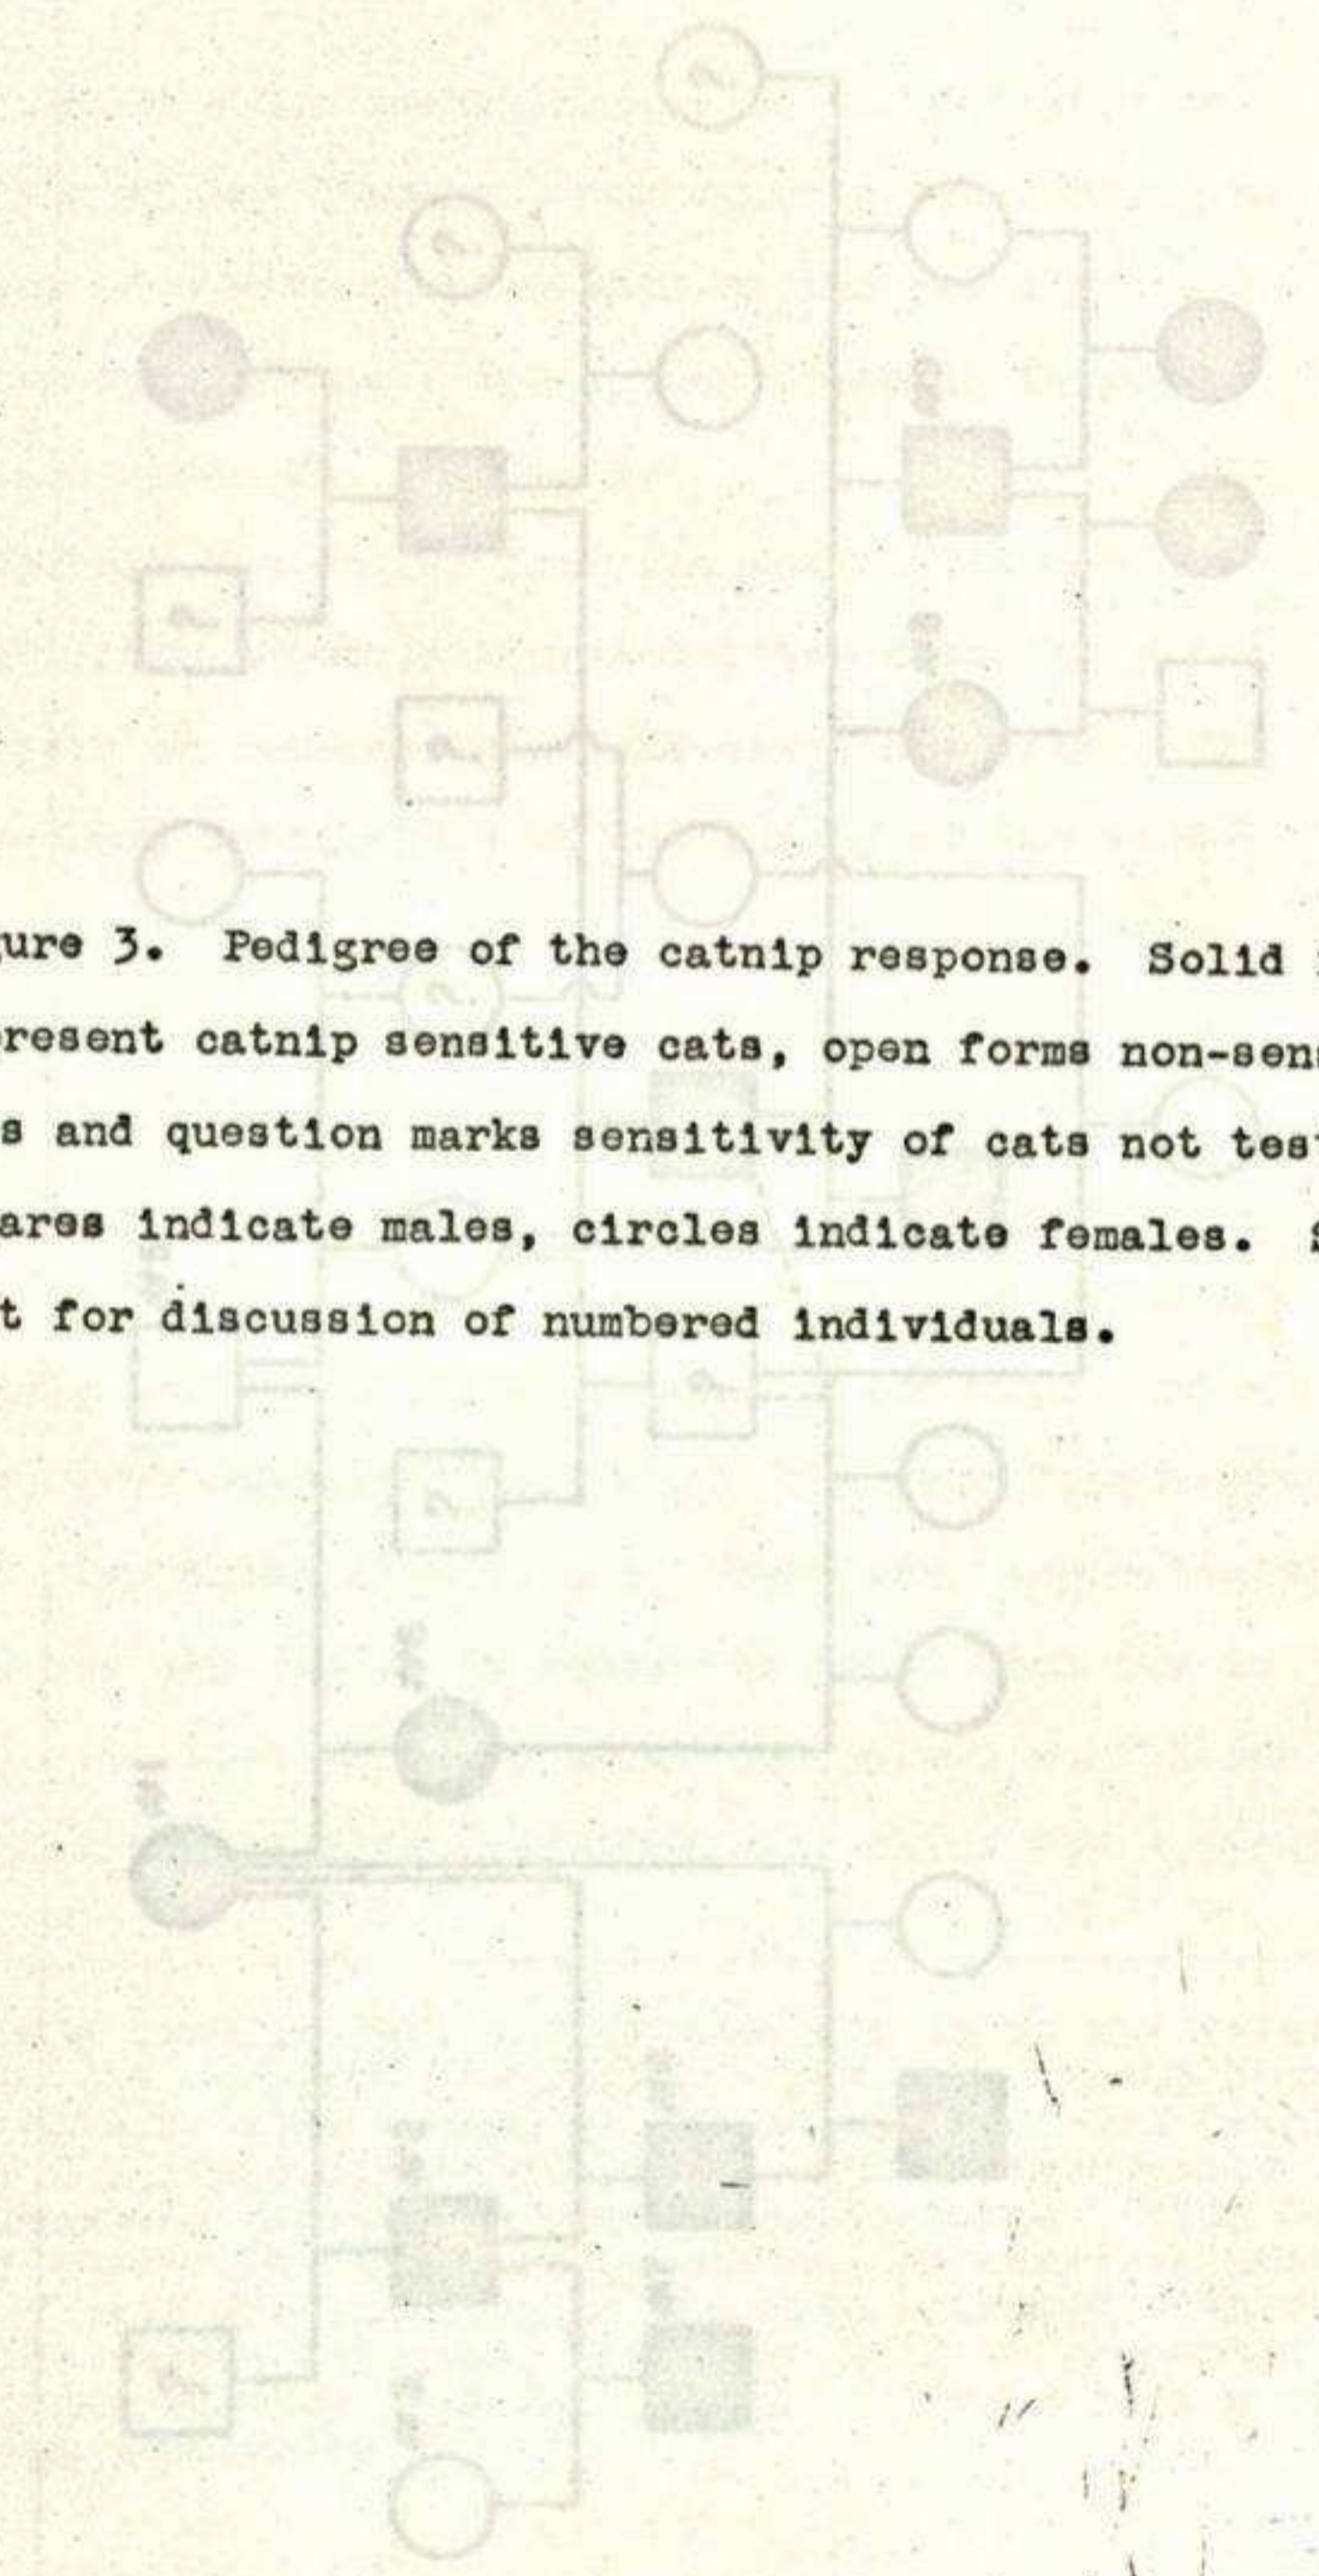 ure 3. Pedigree of the catnip response. Solid
resent catnip sensitive cats, open forms non-sens
s and question marks sensitivity of cats not tes
ares indicate males, circles indicate females. S
t for discussion of numbered individuals.